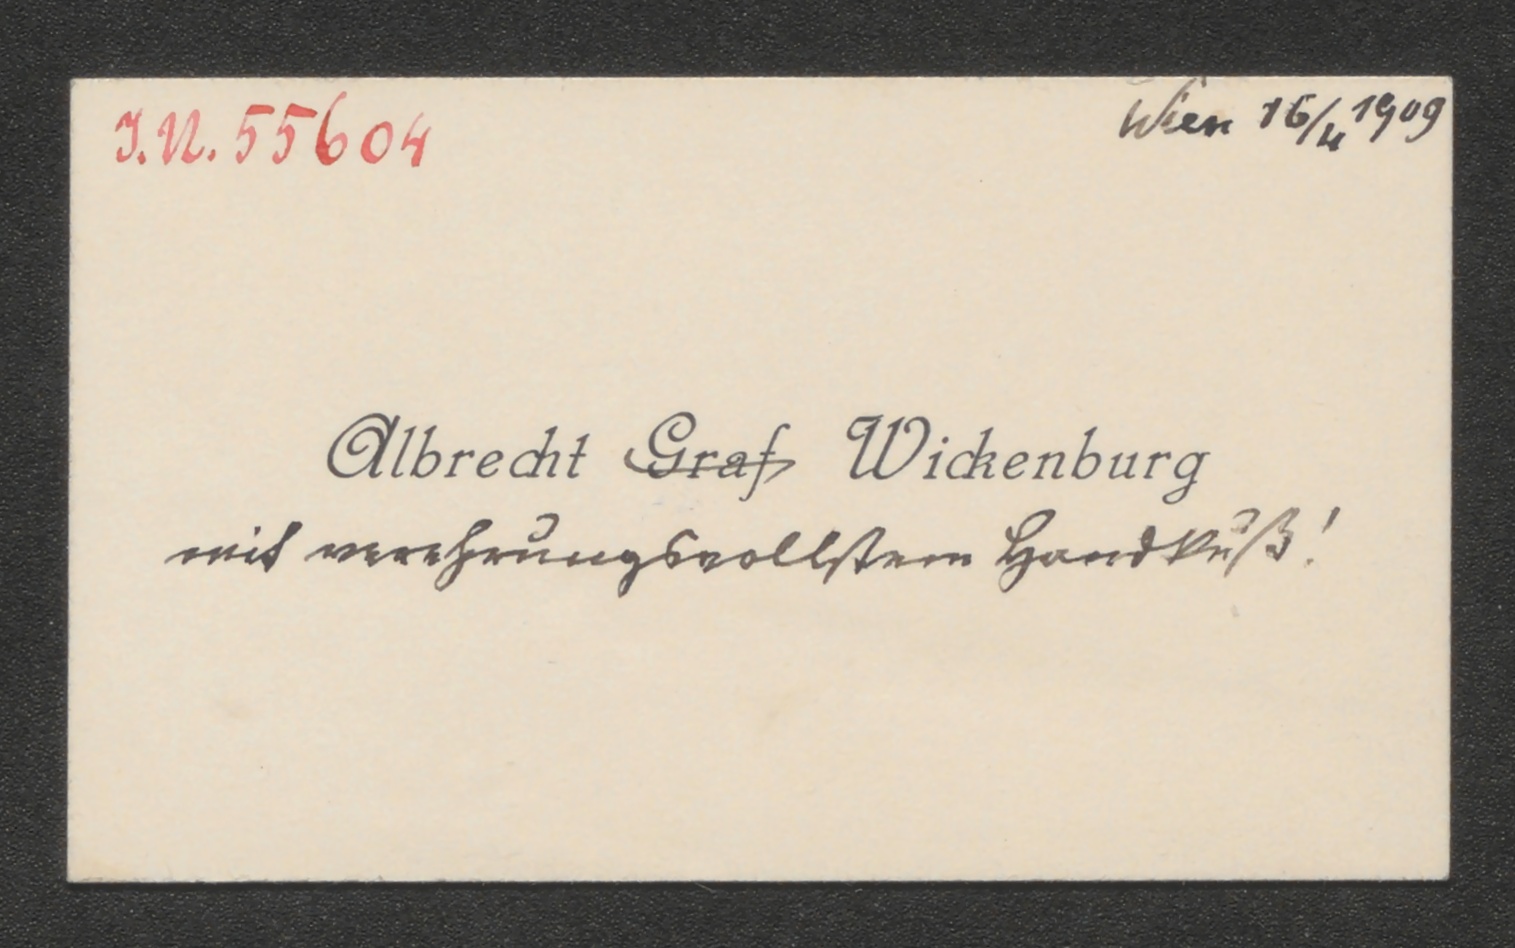 J.N. 55604
Wien 16/4 1909
Albrecht Graf Wickenburg
mit verehrungsvollstem Handkuß!